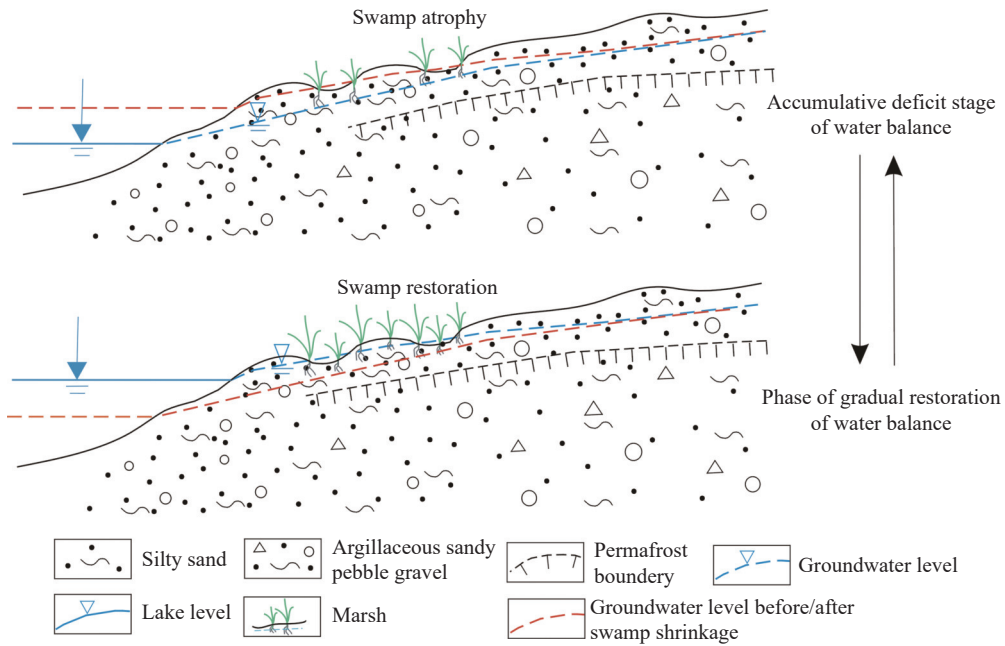 Swamp atrophy
Accumulative deficit stage
of water balance
Swamp restoration
Phase of gradual restoration
of water balance
Silty sand
Argillaceous sandy
pebble gravel
Permafrost
boundery
Groundwater level
Lake level
Marsh
Groundwater level before/after
swamp shrinkage